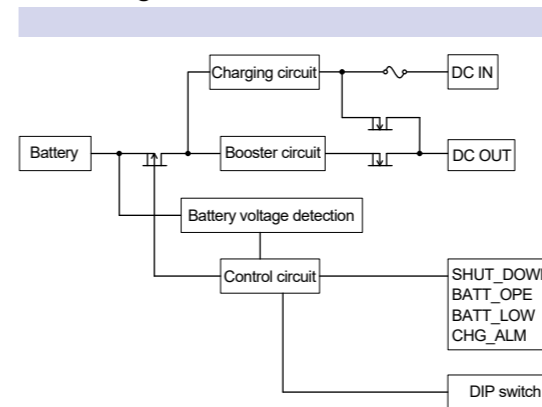 Charging circuit
DC IN
Battery
Booster circuit
DC OUT
Battery voltage detection
Control circuit
BATT_OPE
BATT_LOW
CHG_ALM
DIP switch